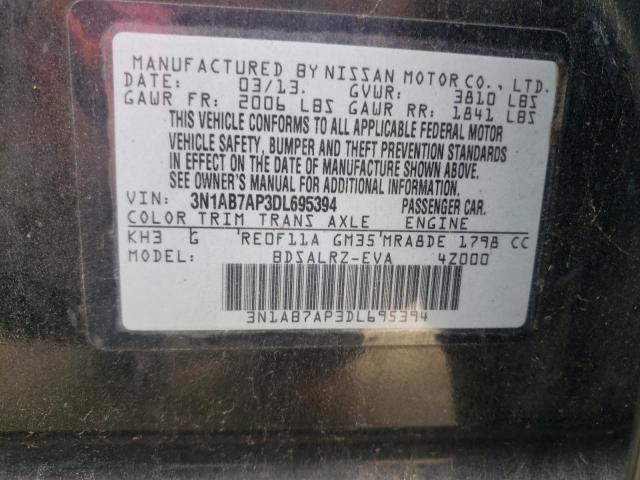 MANUFACTURED BY NISSAN MOTOR CO., LTD.
DATE: 03/13. GVWR: 3810 LBS
GAWR FR: 2006 LBS GAWR RR: 1841 LBS
THIS VEHICLE CONFORMS TO ALL APPLICABLE FEDERAL MOTOR
VEHICLE SAFETY, BUMPER AND THEFT PREVENTION STANDARDS
IN EFFECT ON THE DATE OF MANUFACTURE SHOWN ABOVE.
SEE OWNER'S MANUAL FOR ADDITIONAL INFORMATION.
VIN: 3N1AB7AP3DL695394 PASSENGER CAR.
COLOR TRIM TRANS AXLE ENGINE
KH3 G 'RE0F11A GM35'MRA8DE 1798 CC
MODEL: BDSALRZ-EVA 4Z000
3N1AB7AP3DL695394